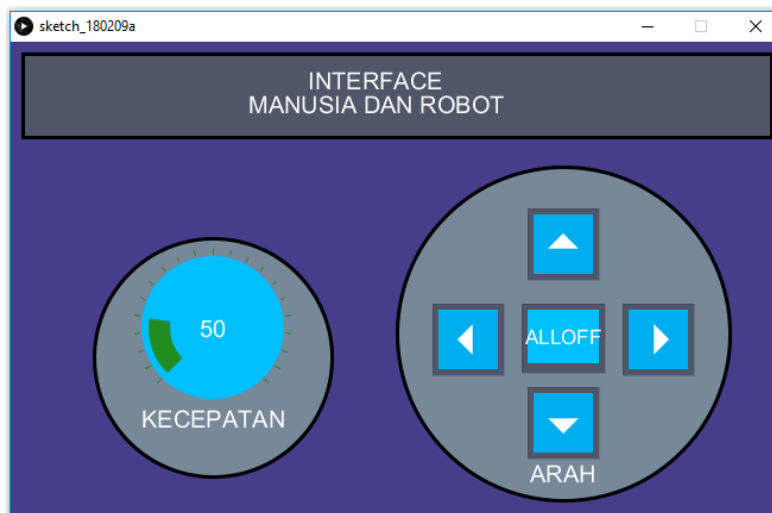 sketch_180209a
INTERFACE
MANUSIA DAN ROBOT
50
KECEPATAN
ALLOFF
ARAH